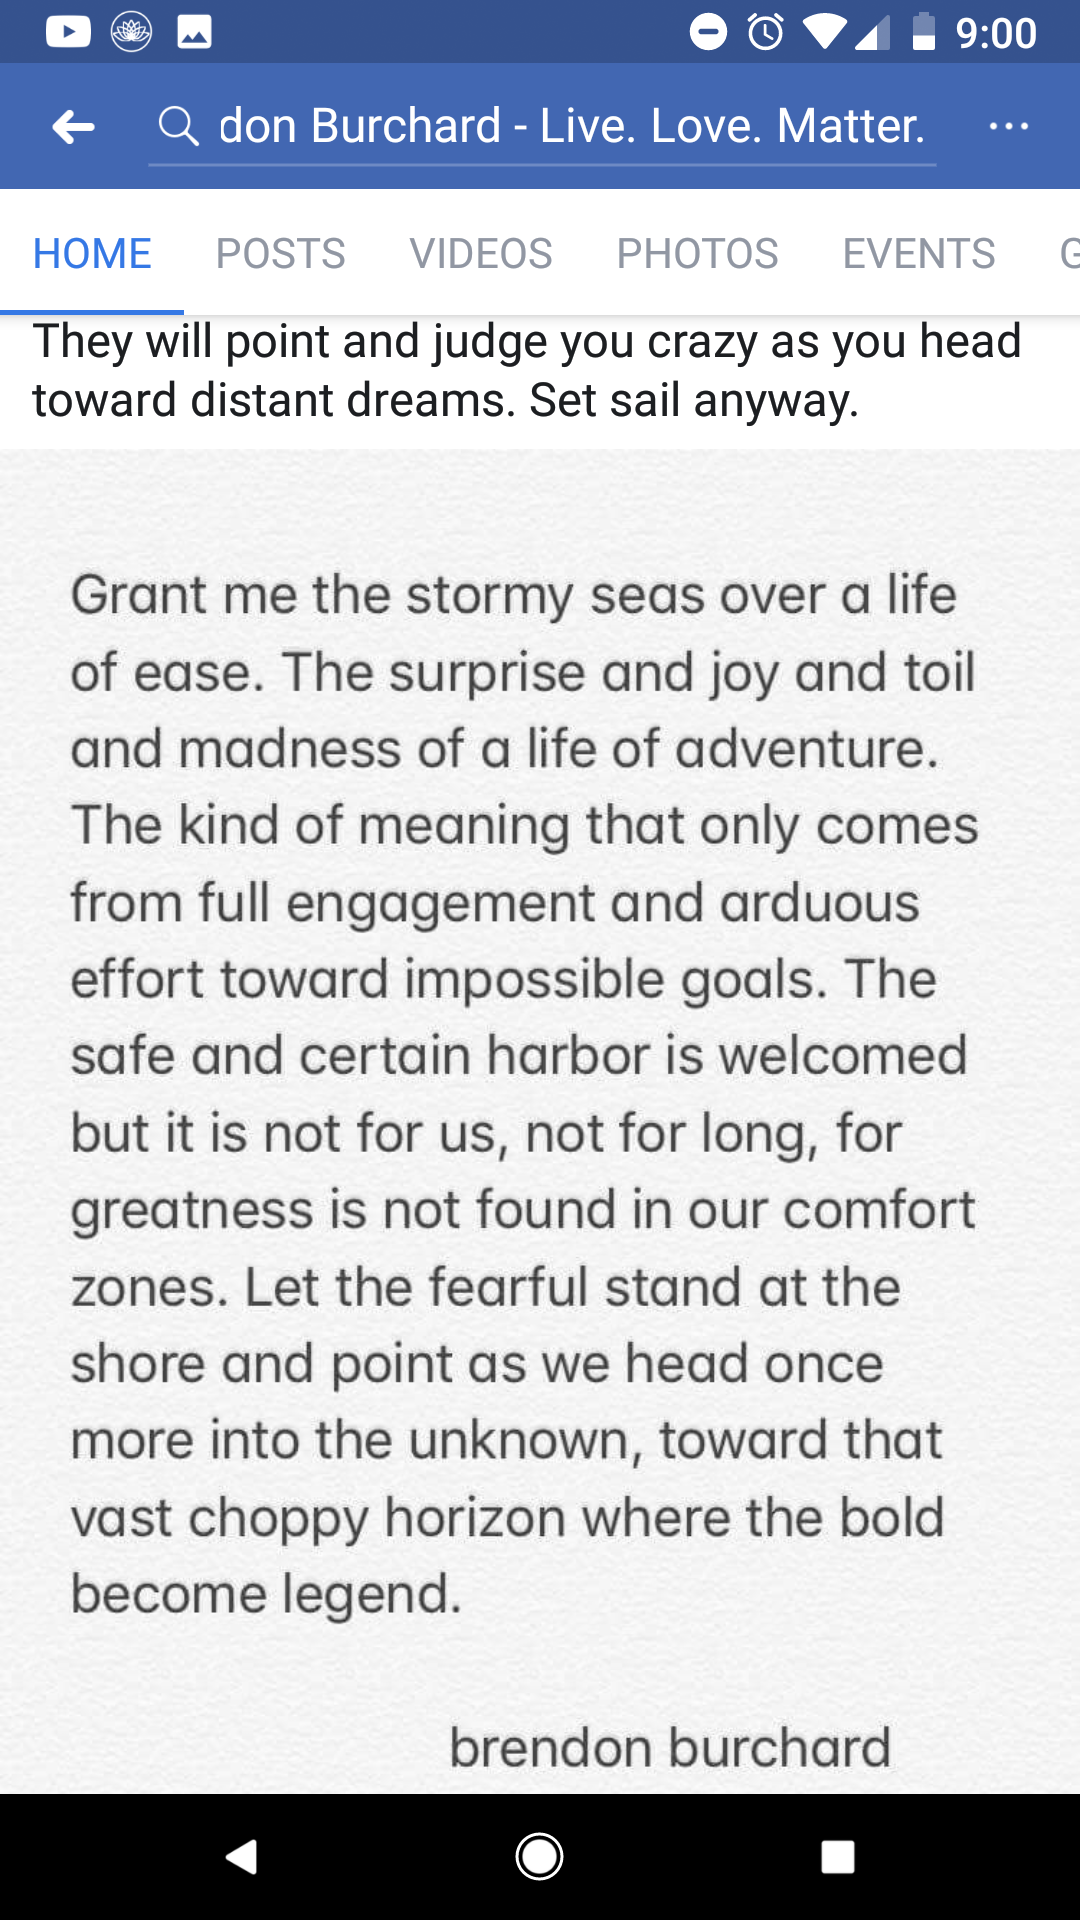 9:00
don Burchard - Live. Love. Matter.
HOME POSTS VIDEOS PHOTOS EVENTS G
They will point and judge you crazy as you head
toward distant dreams. Set sail anyway.
Grant me the stormy seas over a life
of ease. The surprise and joy and toil
and madness of a life of adventure.
The kind of meaning that only comes
from full engagement and arduous
effort toward impossible goals. The
safe and certain harbor is welcomed
but it is not for us, not for long, for
greatness is not found in our comfort
zones. Let the fearful stand at the
shore and point as we head once
more into the unknown, toward that
vast choppy horizon where the bold
become legend.
brendon burchard